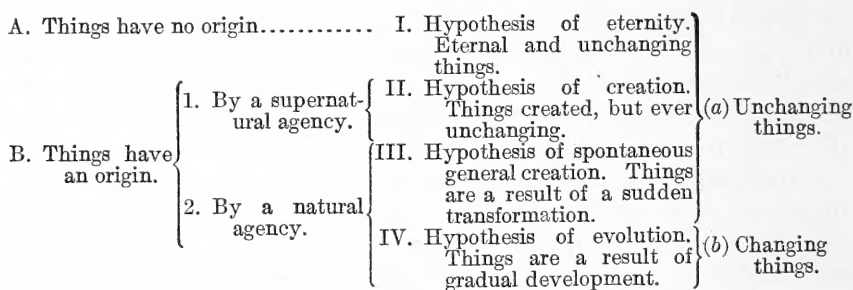 A. Things have no origin............. I. Hypothesis of eternity.
Eternal and unchanging
things.
B. Things have
an origin.
1. By a supernat-
ural agency.
II. Hypothesis of creation.
Things created, but ever
unchanging.
2. By a natural
agency.
III. Hypothesis of spontaneous
general creation. Things
are a result of a sudden
transformation.
IV. Hypothesis of evolution.
Things are a result of
gradual development.
(a) Unchanging
things.
(b) Changing
things.